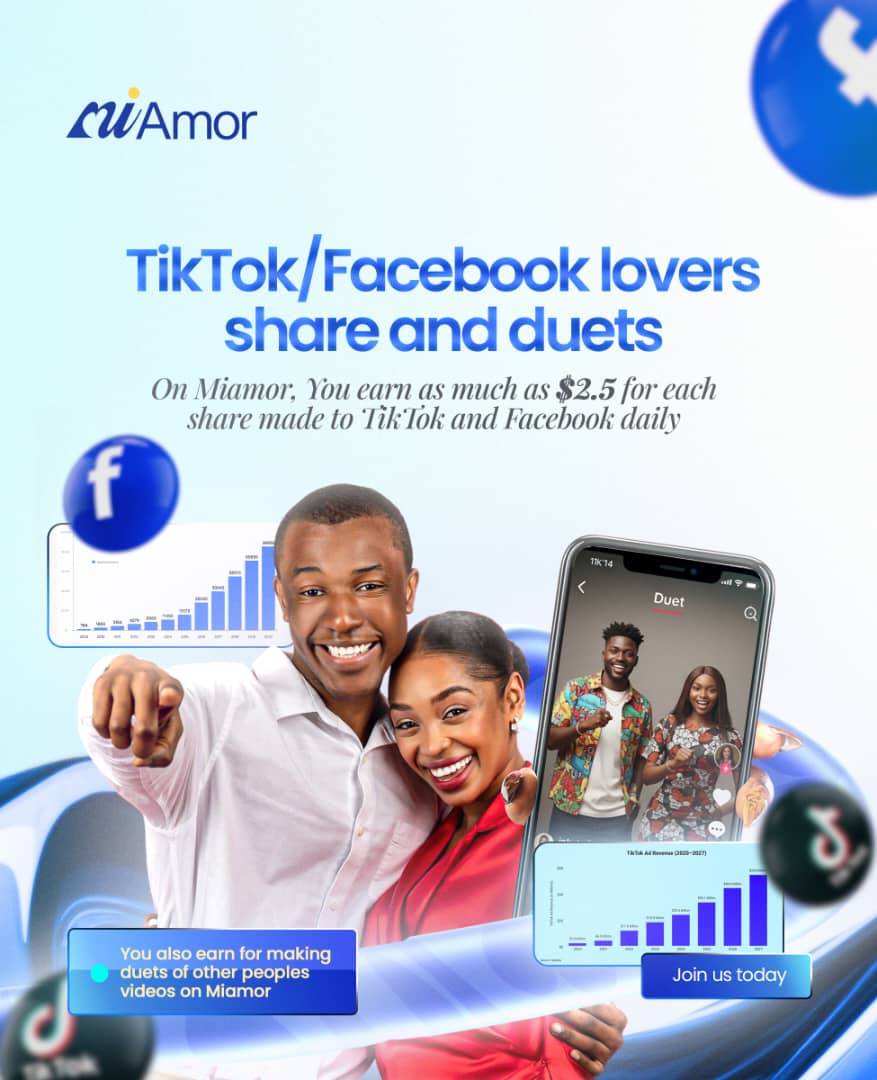 miAmor
TikTok/Facebook lovers
share and duets
On Miamor, You earn as much as $2.5 for each
share made to TikTok and Facebook daily
f
11K'14
Duet
TikTok Ad Revenue (2020–2027)
You also earn for making
duets of other peoples
videos on Miamor
Join us today
TikTok